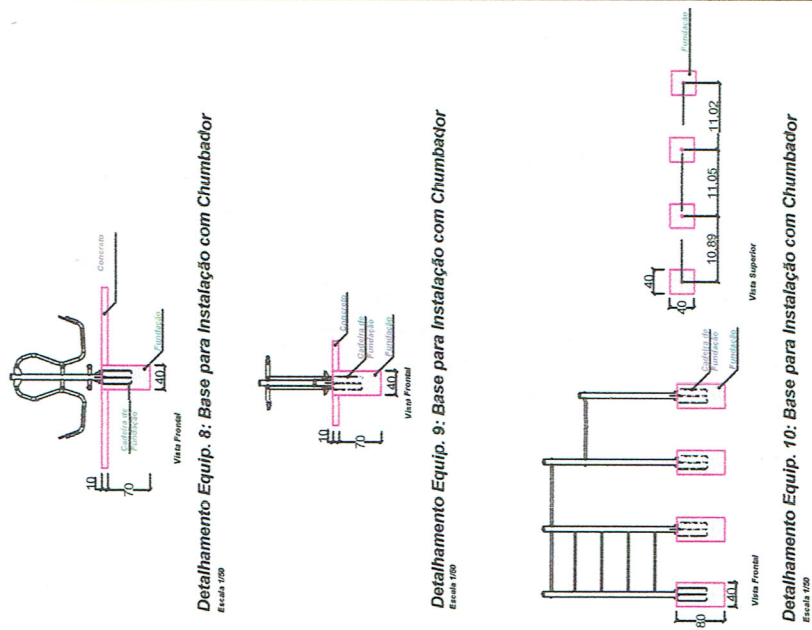 Concreto
Cadeira de
Fundação
Fundação
10
70
40
Vista Frontal
Detalhamento Equip. 8: Base para Instalação com Chumbador
Escala 1/50
Concreto
Cadeira de
Fundação
Fundação
10
70
40
Vista Frontal
Detalhamento Equip. 9: Base para Instalação com Chumbador
Escala 1/50
Cadeira de
Fundação
Fundação
80
40
Vista Frontal
Fundação
40
40
10.89
11.05
11.02
Vista Superior
Detalhamento Equip. 10: Base para Instalação com Chumbador
Escala 1/50